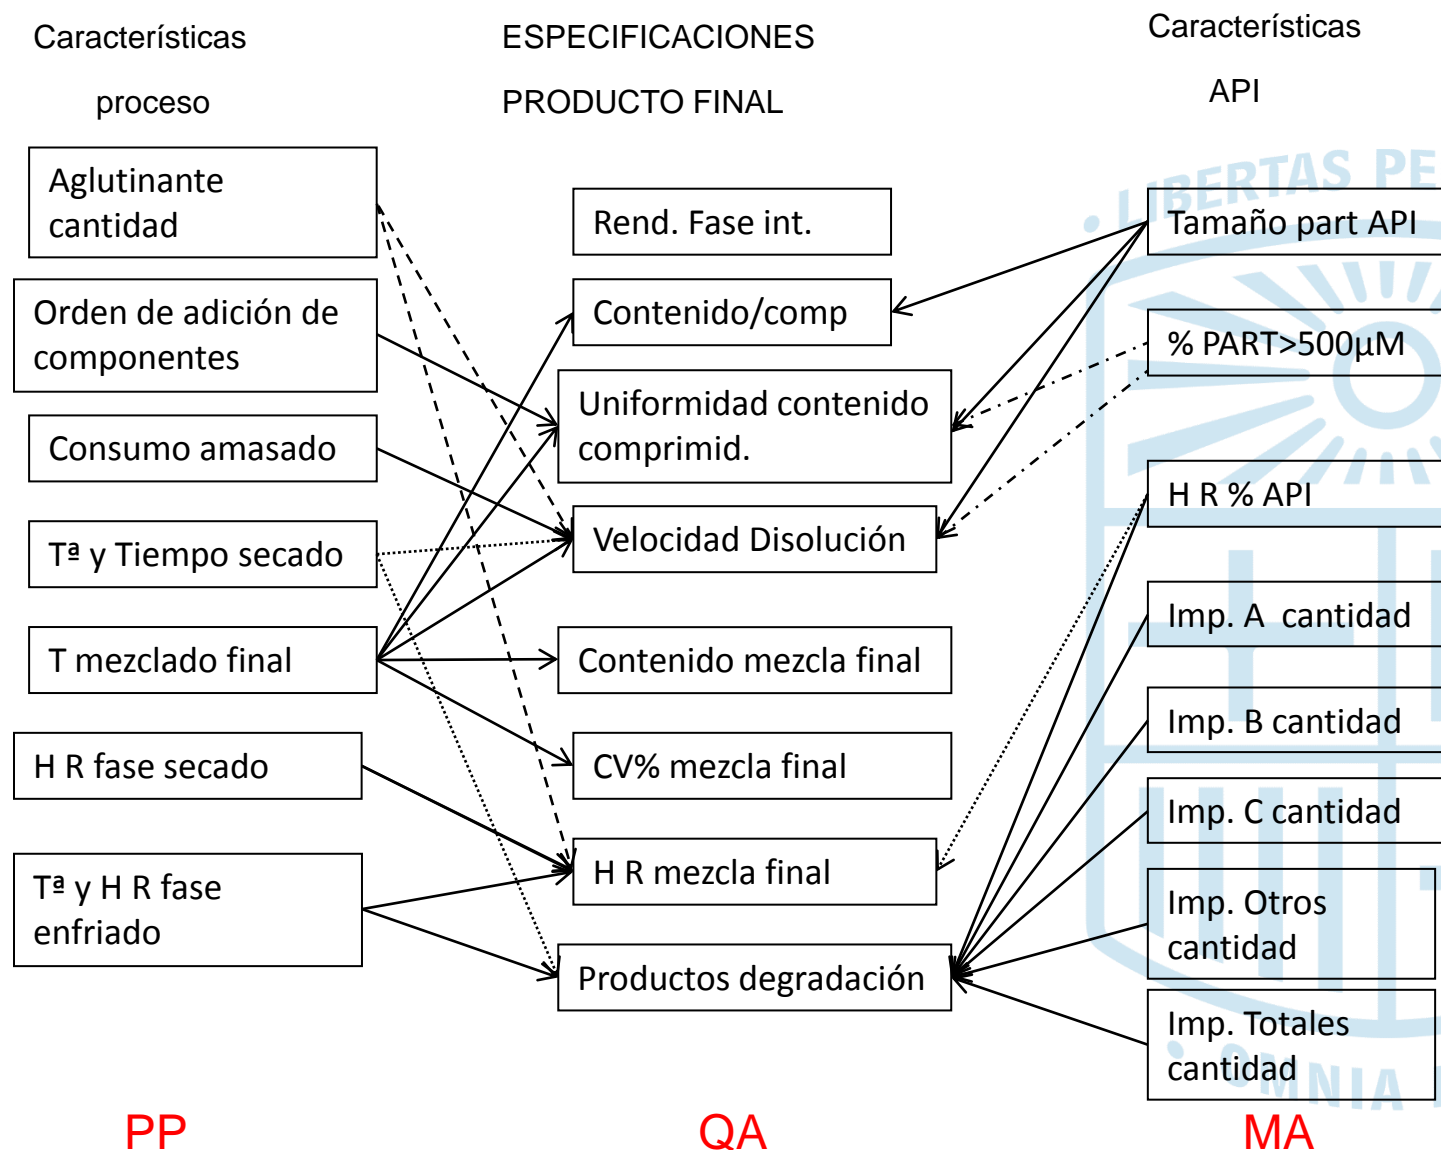 Características
proceso
ESPECIFICACIONES
PRODUCTO FINAL
Características
API
Aglutinante
cantidad
Orden de adición de
componentes
Consumo amasado
Tª y Tiempo secado
T mezclado final
H R fase secado
Tª y H R fase
enfriado
PP
Rend. Fase int.
Contenido/comp
Uniformidad contenido
comprimid.
Velocidad Disolución
Contenido mezcla final
CV% mezcla final
H R mezcla final
Productos degradación
QA
Tamaño part API
% PART>500µM
H R % API
Imp. A  cantidad
Imp. B cantidad
Imp. C cantidad
Imp. Otros
cantidad
Imp. Totales
cantidad
MA
• LIBERTAS PE
• OMNIA